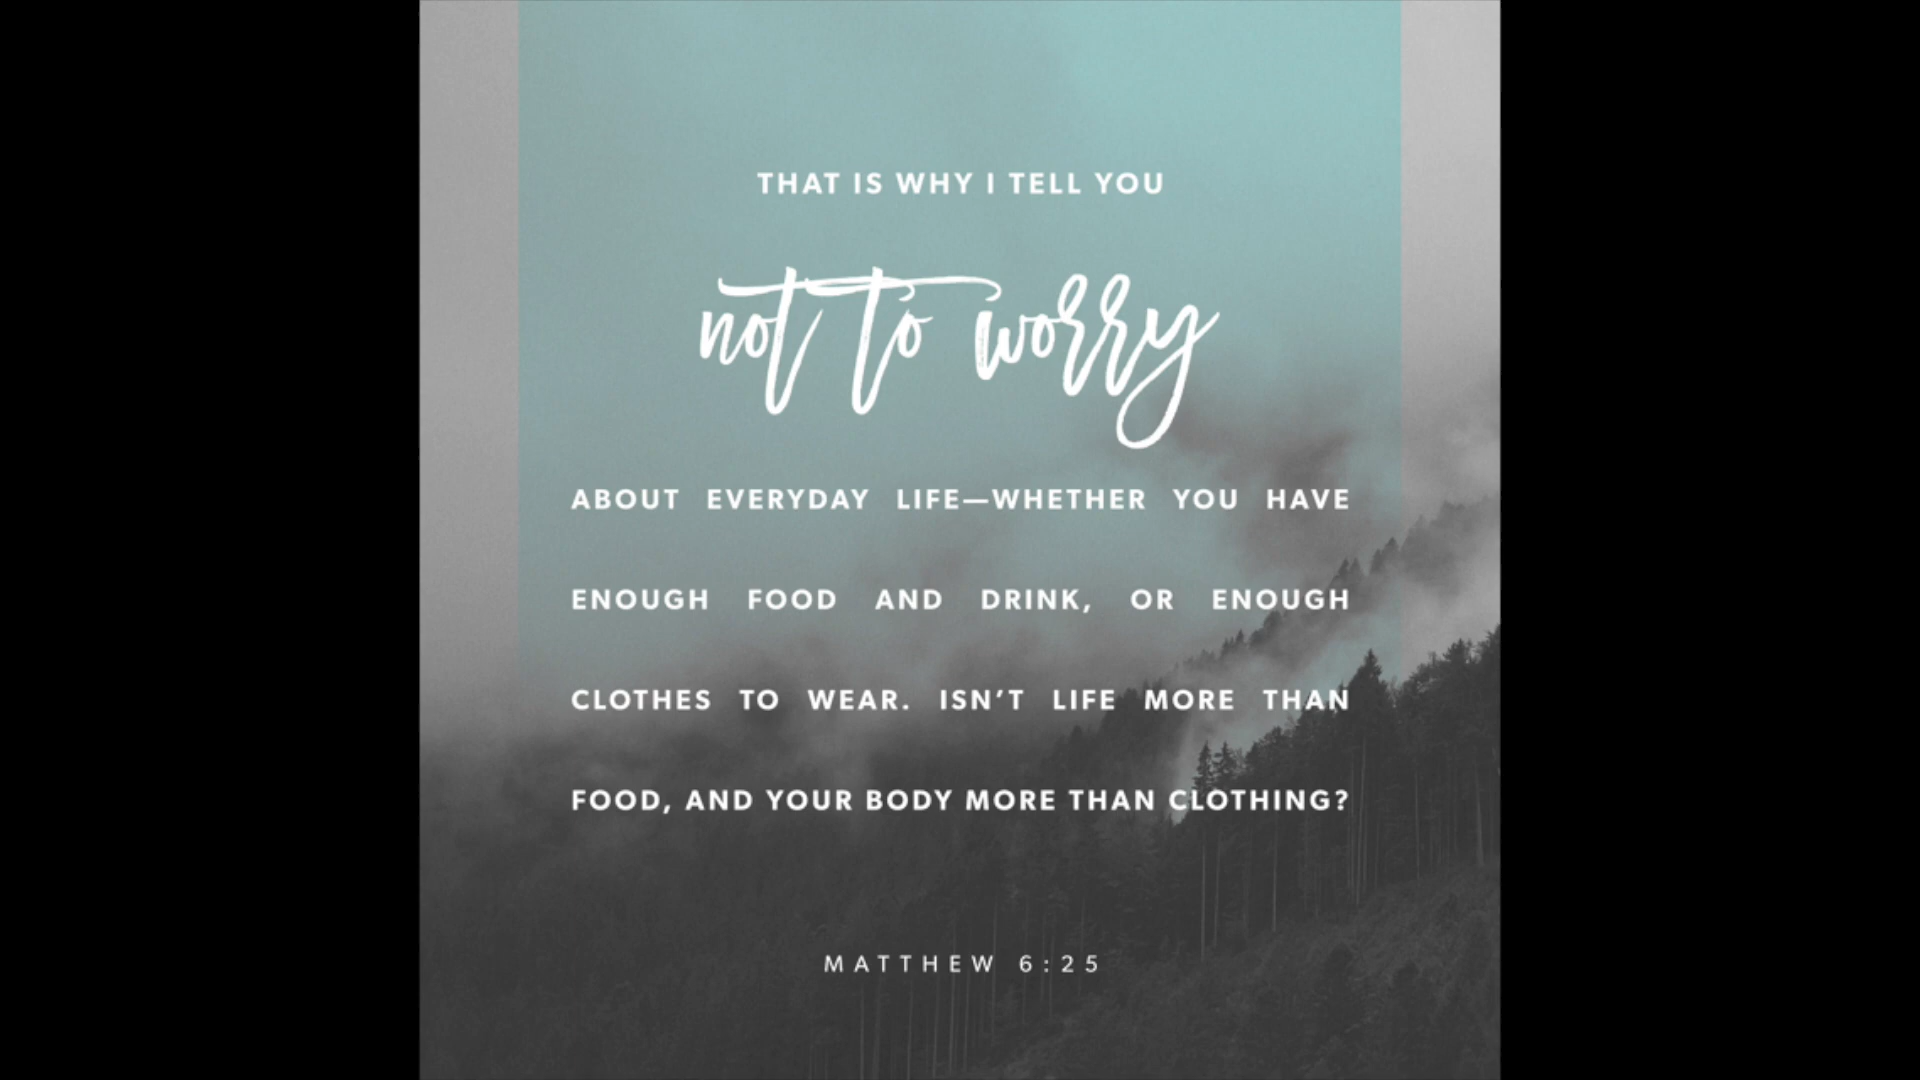 THAT IS WHY I TELL YOU
not to worry
ABOUT EVERYDAY LIFE—WHETHER YOU HAVE
ENOUGH FOOD AND DRINK, OR ENOUGH
CLOTHES TO WEAR. ISN’T LIFE MORE THAN
FOOD, AND YOUR BODY MORE THAN CLOTHING?
MATTHEW 6:25